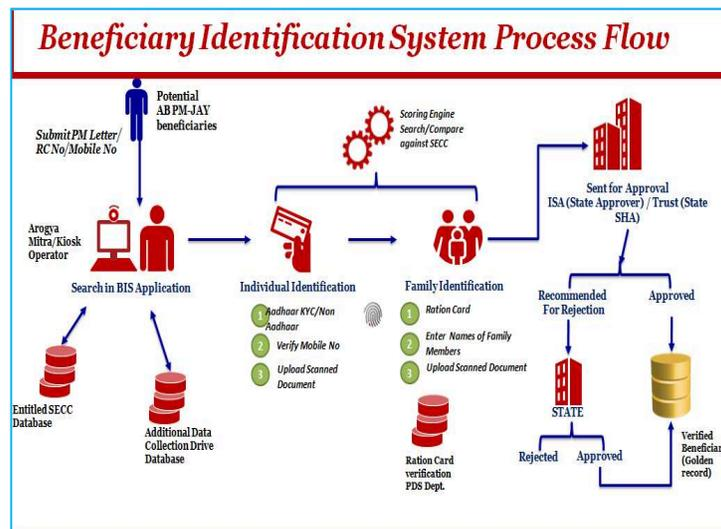 Beneficiary Identification System Process Flow
Potential
AB PM-JAY
beneficiaries
Submit PM Letter/
RC No/Mobile No
Scoring Engine
Search/Compare
against SECC
Sent for Approval
ISA (State Approver) / Trust (State
SHA)
Arogya
Mitra/Kiosk
Operator
Search in BIS Application
Individual Identification
1 Aadhaar KYC/Non
Aadhaar
2 Verify Mobile No
3 Upload Scanned
Document
Family Identification
1 Ration Card
2 Enter Names of Family
Members
3 Upload Scanned Document
Recommended
For Rejection
Approved
Entitled SECC
Database
Additional Data
Collection Drive
Database
Ration Card
verification
PDS Dept.
STATE
Rejected
Approved
Verified
Beneficiar
(Golden
record)